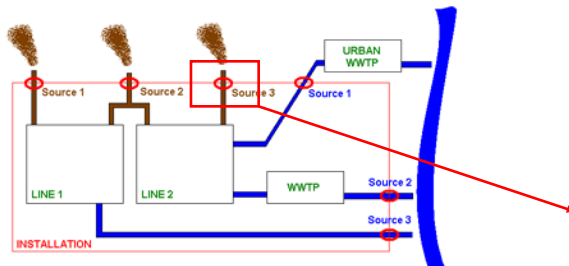 URBAN
WWTP
Source 1
Source 2
Source 3
Source 1
LINE 1
LINE 2
WWTP
Source 2
Source 3
INSTALLATION